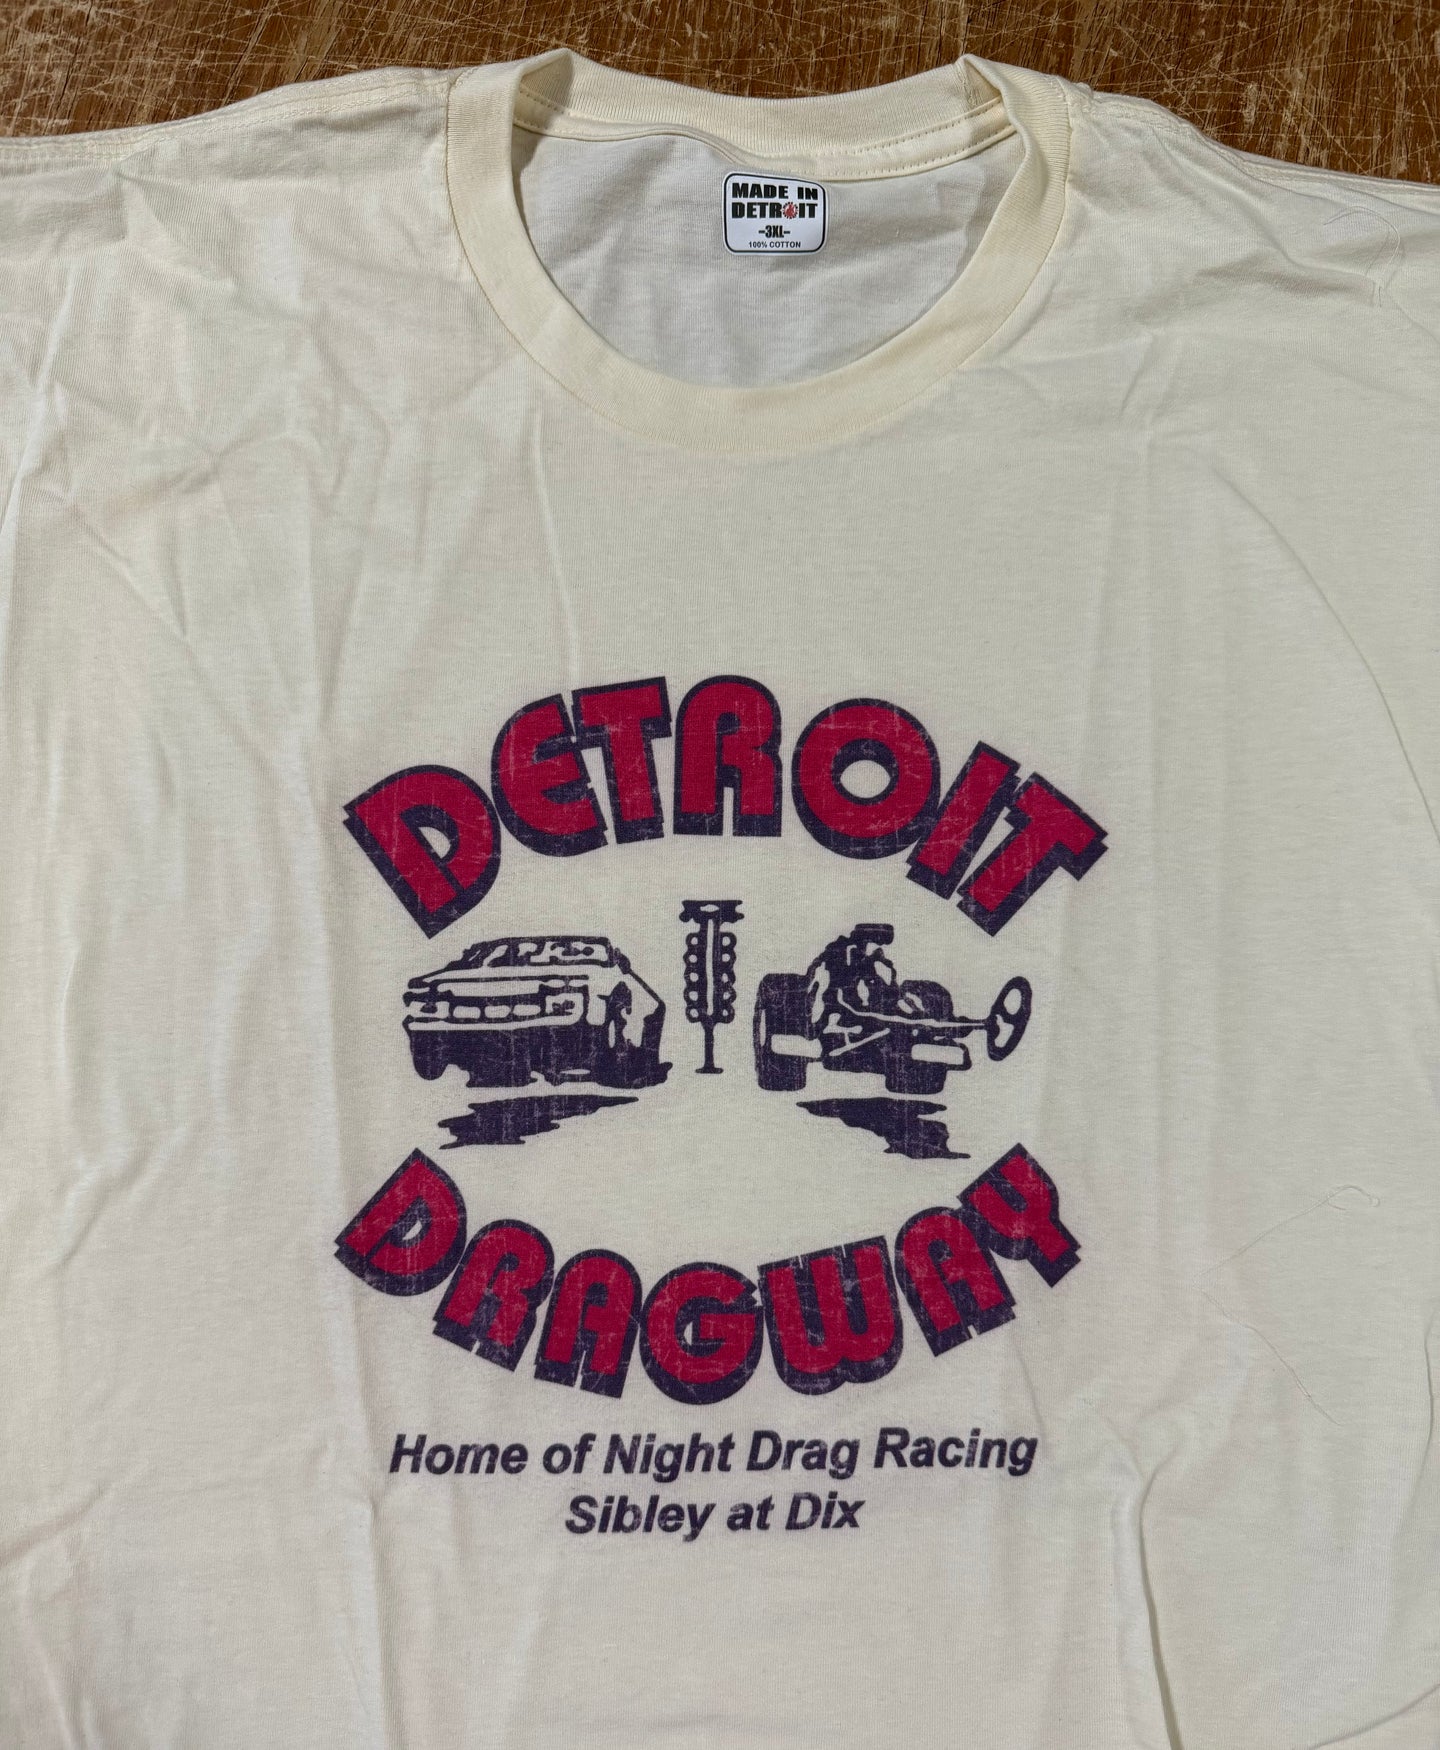 MADE IN
DETROIT
-3XL-
100% COTTON
DETROIT
DRAGWAY
Home of Night Drag Racing
Sibley at Dix